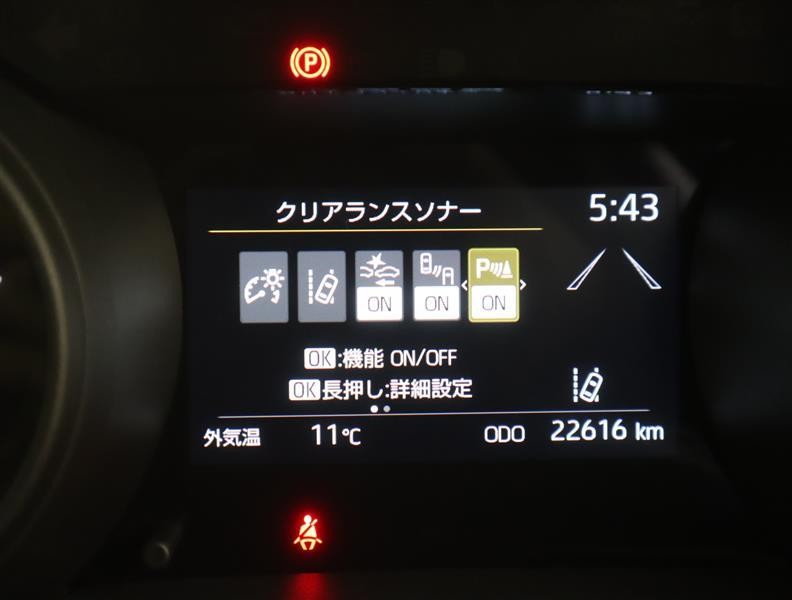 P
クリアランスソナー 5:43
ON ON P ON
OK:機能 ON/OFF
OK長押し:詳細設定
外気温 11℃ ODO 22616 km